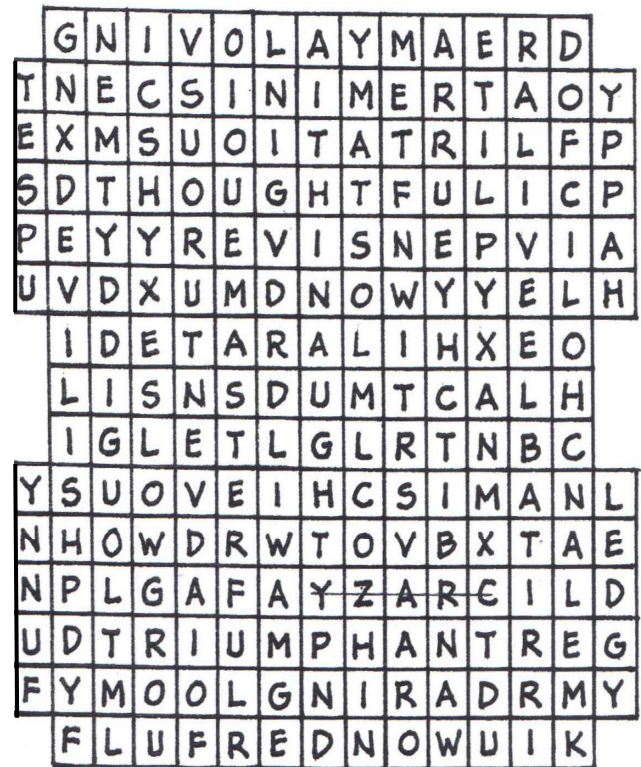 GNIVOLAYMAERD
TNECSINIMERTAOY
EXMSUOITATRILFP
SDTHOUGHTFULICP
PEYYREVISNEPVIA
UVDXUMDNOWYYELH
IDETARALIHXEO
LISNSDUMTCALH
IGLETLGLRTNBC
YSUOVEIHCSIMANL
NHOWDRWTOVBXTAE
NPLGAFAYZARCILD
UDTRIUMPHANTREG
FYMOOLGNIRADRMY
FLUFREDNOWUIK